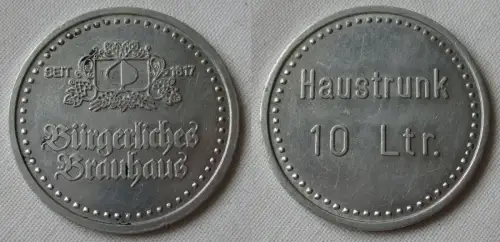 SEIT 1817
Bürgerliches
Brauhaus
Haustrunk
10 Ltr.